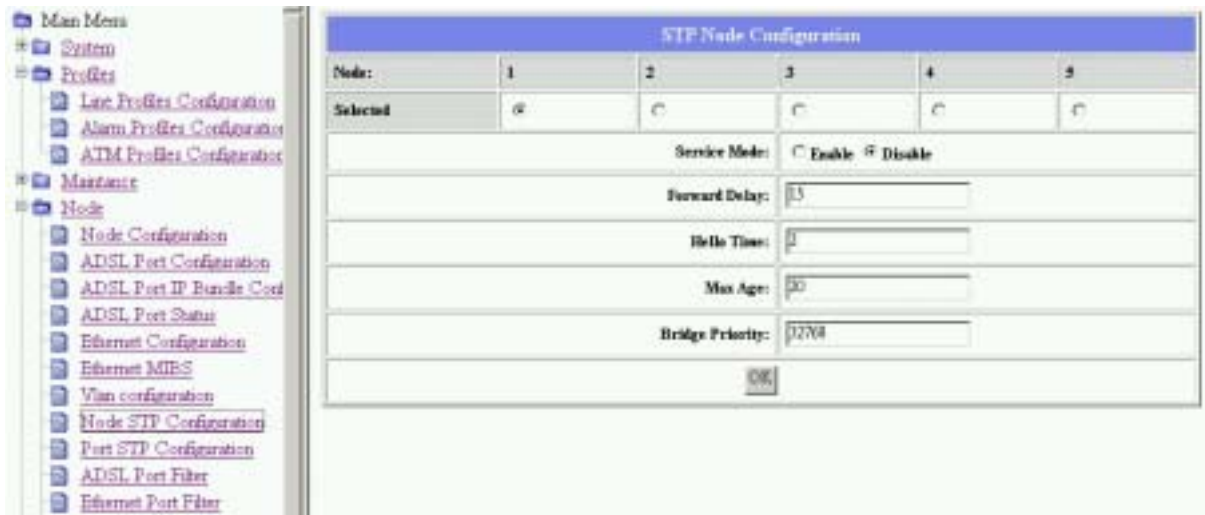 Main Menu
System
Profiles
Line Profiles Configuration
Alarm Profiles Configuration
ATM Profiles Configuration
Maintance
Node
Node Configuration
ADSL Port Configuration
ADSL Port IP Bundle Conf
ADSL Port Status
Ethernet Configuration
Ethernet MIBS
Vlan configuration
Node STP Configuration
Port STP Configuration
ADSL Port Filter
Ethernet Port Filter
STP Node Configuration
Node: 1 2 3 4 5
Selected
Service Mode: Enable Disable
Forward Delay: 15
Hello Time: 2
Max Age: 20
Bridge Priority: 32768
OK